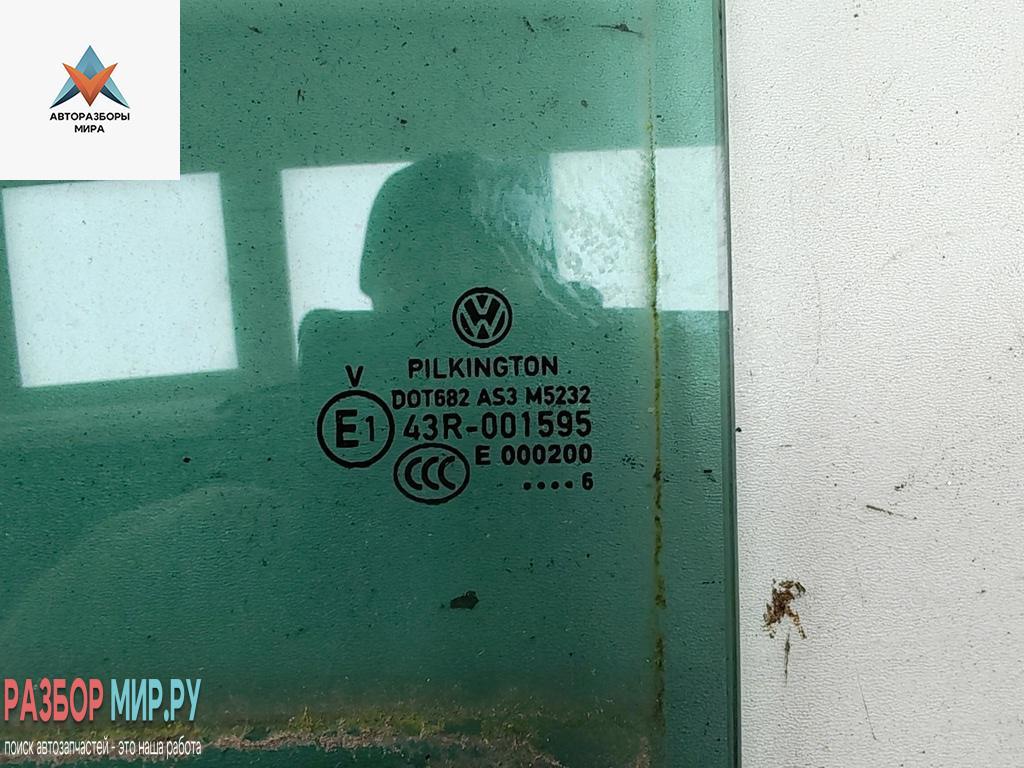 АВТОРАЗБОРЫ
МИРА
PILKINGTON
V
DOT682 AS3 M5232
E1 43R-001595
CCC E 000200
....6
РАЗБОР МИР.РУ
поиск автозапчастей - это наша работа